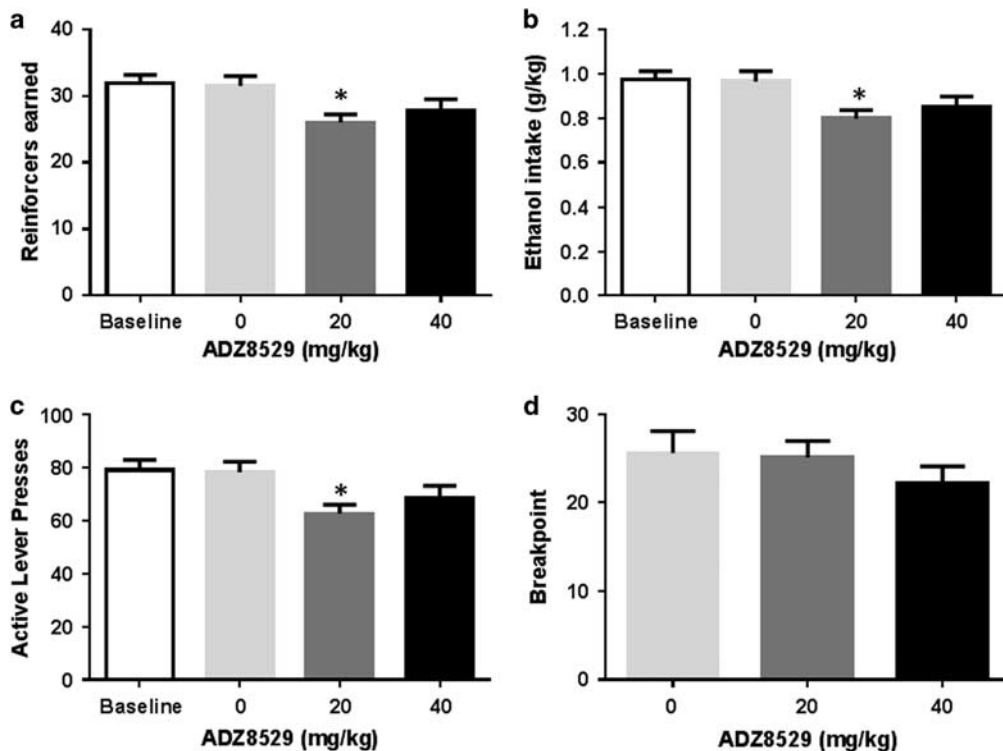 a
Reinforcers earned
40
30
20
10
0
*
Baseline 0 20 40
ADZ8529 (mg/kg)
b
Ethanol intake (g/kg)
1.2
1.0
0.8
0.6
0.4
0.2
0.0
*
Baseline 0 20 40
ADZ8529 (mg/kg)
c
Active Lever Presses
100
80
60
40
20
0
*
Baseline 0 20 40
ADZ8529 (mg/kg)
d
Breakpoint
30
20
10
0
0 20 40
ADZ8529 (mg/kg)